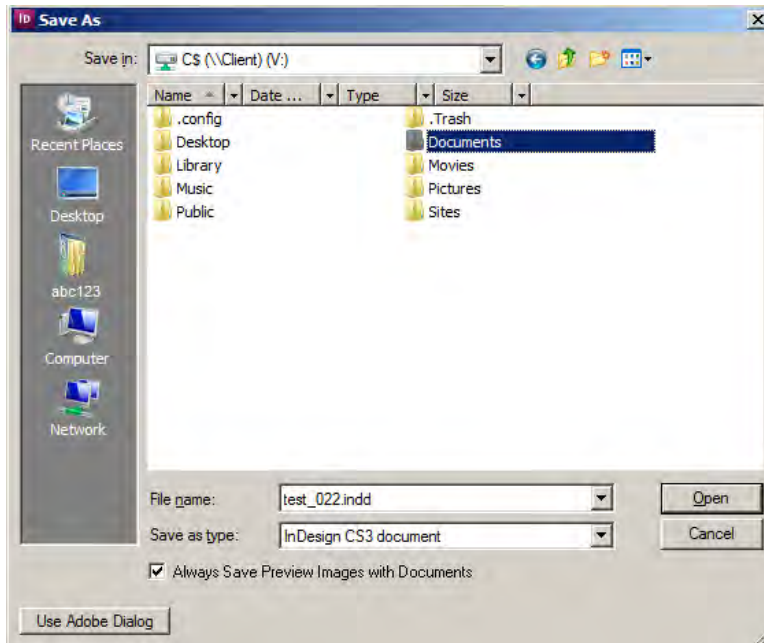 ID Save As
Save in: C$ (\\Client) (V:)
Name Date ... Type Size
.config .Trash
Desktop Documents
Library Movies
Music Pictures
Public Sites
Recent Places
Desktop
abc123
Computer
Network
File name: test_022.indd Open
Save as type: InDesign CS3 document Cancel
Always Save Preview Images with Documents
Use Adobe Dialog